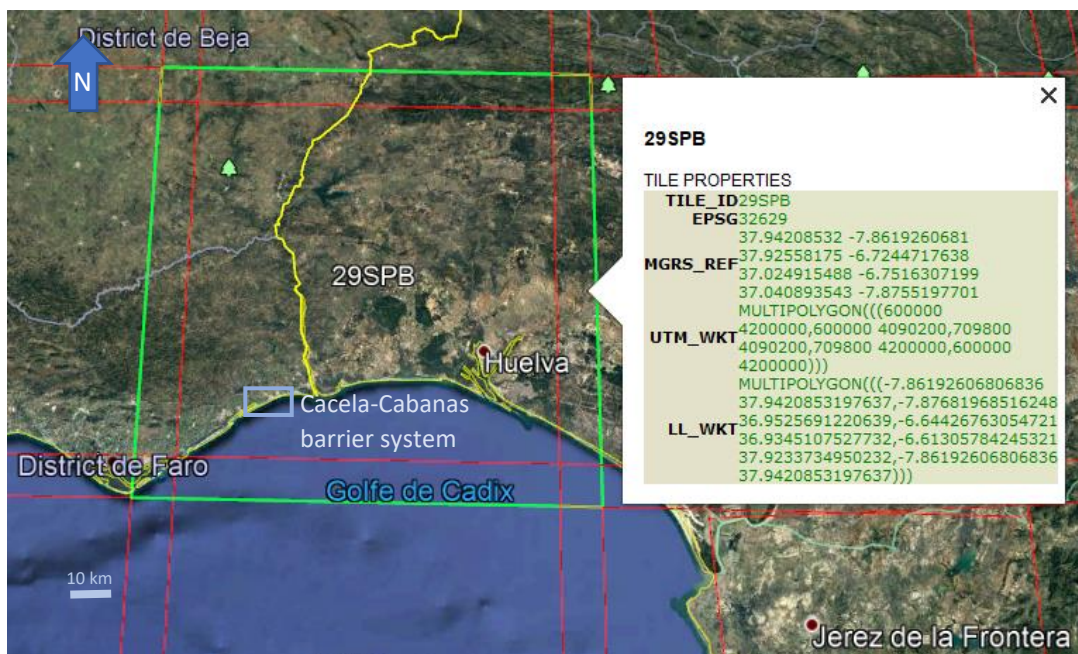 District de Beja
N
×
29SPB
TILE PROPERTIES
TILE_ID 29SPB
EPSG 32629
MGRS_REF 37.94208532 -7.8619260681
37.92558175 -6.7244717638
37.024915488 -6.7516307199
37.040893543 -7.8755197701
UTM_WKT MULTIPOLYGON(((600000
4200000,600000 4090200,709800
4090200,709800 4200000,600000
4200000)))
LL_WKT MULTIPOLYGON(((-7.86192606806836
37.9420853197637,-7.87681968516248
36.9525691220639,-6.64426763054721
36.9345107527732,-6.61305784245321
37.9233734950232,-7.86192606806836
37.9420853197637)))
29SPB
Huelva
Cacela-Cabanas
barrier system
District de Faro
Golfe de Cadix
10 km
Jerez de la Frontera